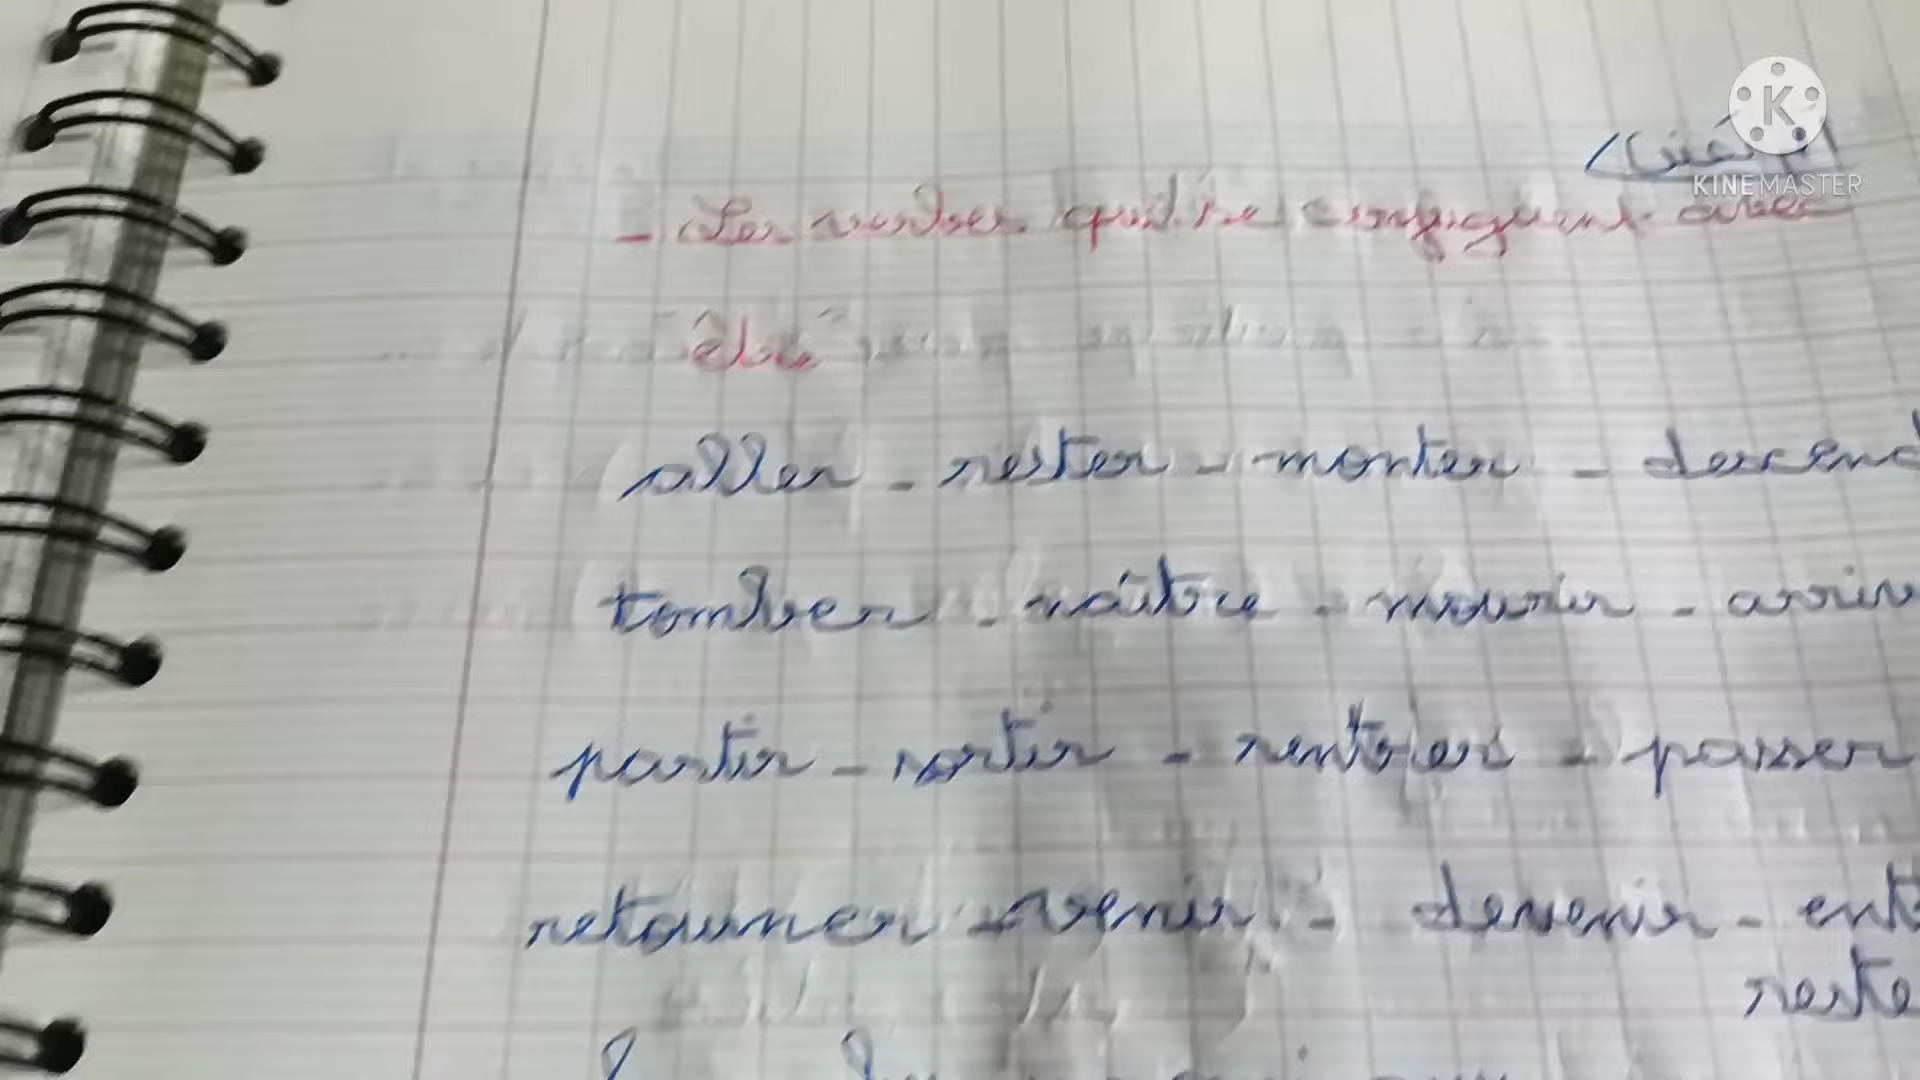 KINEMASTER
- Les verbes qui se conjuguent avec
"être"
aller - rester - monter - descend
tomber - naître - mourir - arriv
partir - sortir - rentrer - passer
retourner - venir - devenir - ent
reste